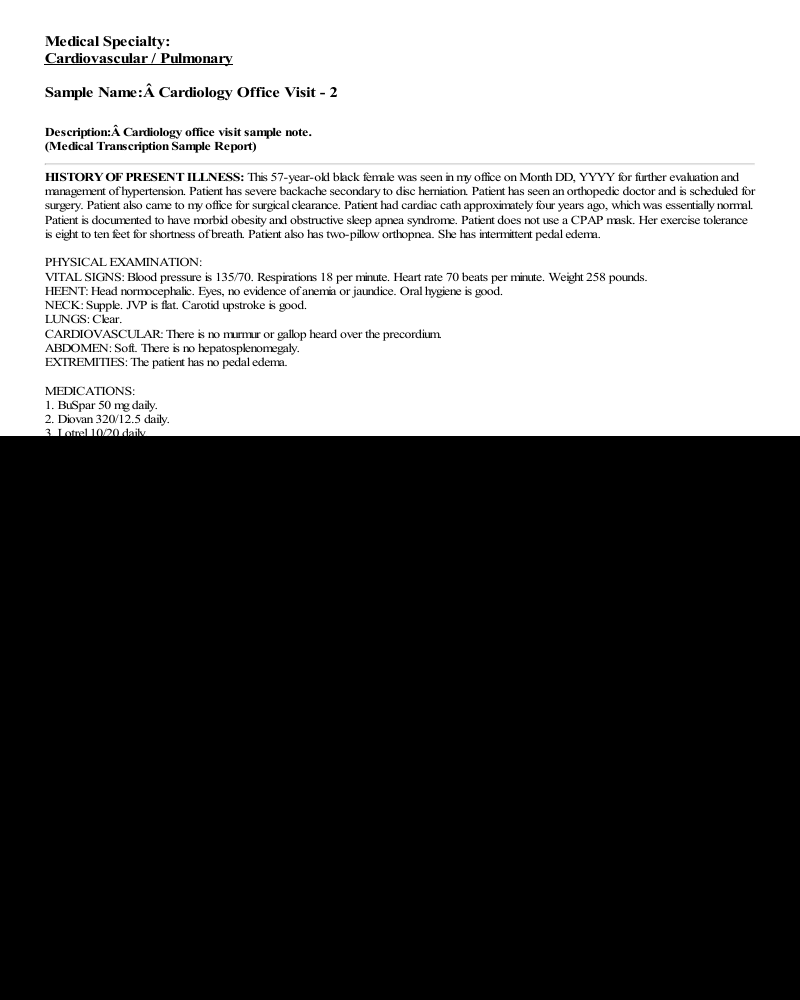 Medical Specialty:
Cardiovascular / Pulmonary
Sample Name:Â Cardiology Office Visit - 2
Description:Â Cardiology office visit sample note.
(Medical Transcription Sample Report)
HISTORY OF PRESENT ILLNESS: This 57-year-old black female was seen in my office on Month DD, YYYY for further evaluation and
management of hypertension. Patient has severe backache secondary to disc herniation. Patient has seen an orthopedic doctor and is scheduled for
surgery. Patient also came to my office for surgical clearance. Patient had cardiac cath approximately four years ago, which was essentially normal.
Patient is documented to have morbid obesity and obstructive sleep apnea syndrome. Patient does not use a CPAP mask. Her exercise tolerance
is eight to ten feet for shortness of breath. Patient also has two-pillow orthopnea. She has intermittent pedal edema.
PHYSICAL EXAMINATION:
VITAL SIGNS: Blood pressure is 135/70. Respirations 18 per minute. Heart rate 70 beats per minute. Weight 258 pounds.
HEENT: Head normocephalic. Eyes, no evidence of anemia or jaundice. Oral hygiene is good.
NECK: Supple. JVP is flat. Carotid upstroke is good.
LUNGS: Clear.
CARDIOVASCULAR: There is no murmur or gallop heard over the precordium.
ABDOMEN: Soft. There is no hepatosplenomegaly.
EXTREMITIES: The patient has no pedal edema.
MEDICATIONS:
1. BuSpar 50 mg daily.
2. Diovan 320/12.5 daily.
3. Lotrel 10/20 daily.